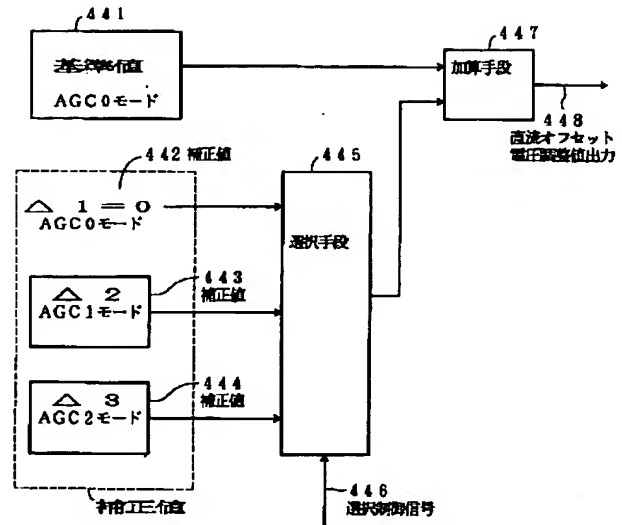 441
基準値
AGC0モード
447
加算手段
448
直流オフセット
電圧調整値出力
442 補正値
△1=0
AGC0モード
445
選択手段
443
補正値
△2
AGC1モード
444
補正値
△3
AGC2モード
補正値
446
選択制御信号